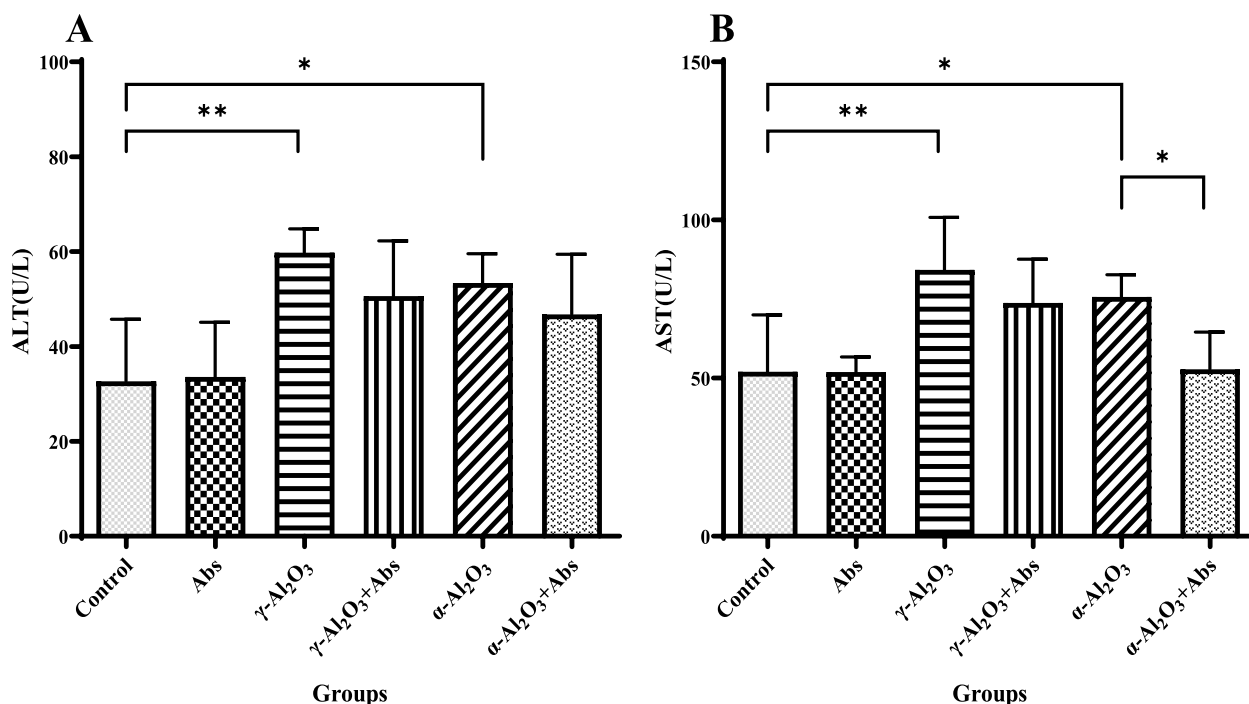 A
ALT(U/L)
100
80
60
40
20
0
*
**
Control
Abs
γ-Al₂O₃
γ-Al₂O₃+Abs
α-Al₂O₃
α-Al₂O₃+Abs
Groups
B
AST(U/L)
150
100
50
0
*
**
*
Control
Abs
γ-Al₂O₃
γ-Al₂O₃+Abs
α-Al₂O₃
α-Al₂O₃+Abs
Groups